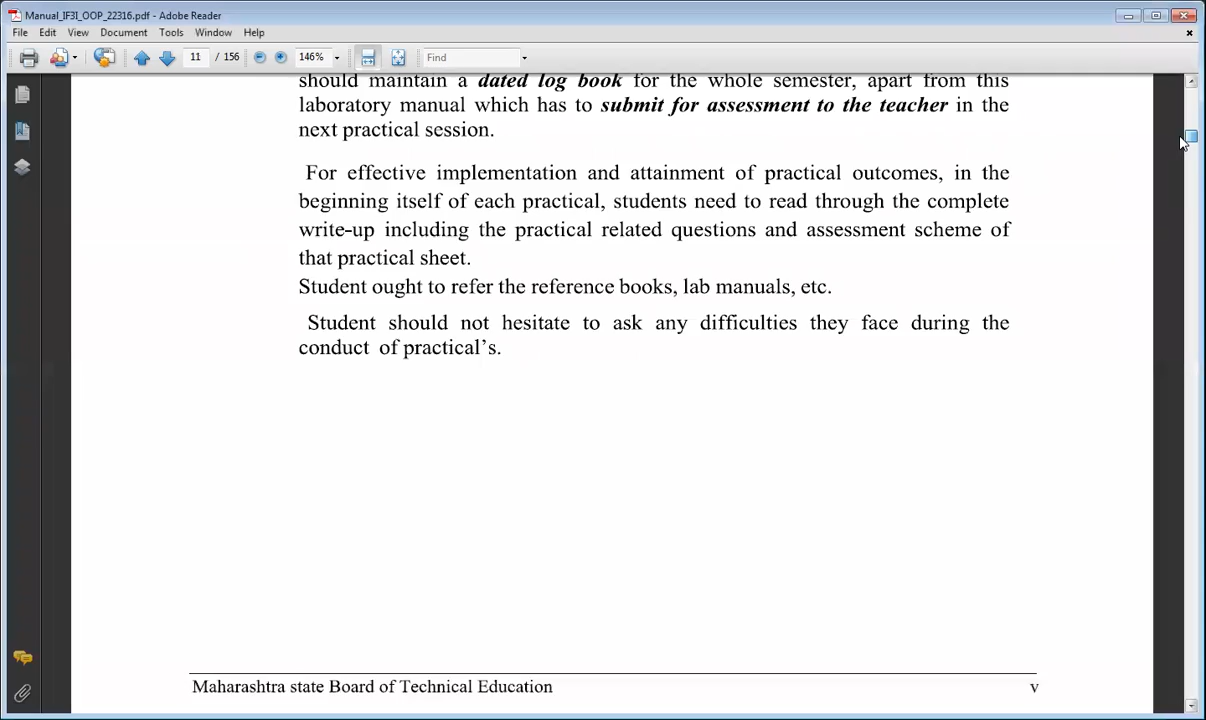 Manual_IF3I_OOP_22316.pdf - Adobe Reader
File Edit View Document Tools Window Help
11 / 156 146% Find
should maintain a dated log book for the whole semester, apart from this
laboratory manual which has to submit for assessment to the teacher in the
next practical session.
For effective implementation and attainment of practical outcomes, in the
beginning itself of each practical, students need to read through the complete
write-up including the practical related questions and assessment scheme of
that practical sheet.
Student ought to refer the reference books, lab manuals, etc.
Student should not hesitate to ask any difficulties they face during the
conduct of practical's.
Maharashtra state Board of Technical Education v